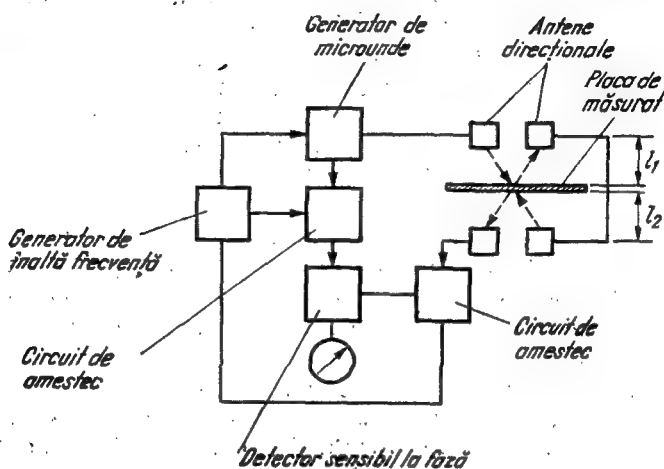 Generator de
microunde
Antene
direcționale
Placa de
măsurat
l1
l2
Generator de
înaltă frecvență
Circuit de
amestec
Circuit de
amestec
Detector sensibil la fază